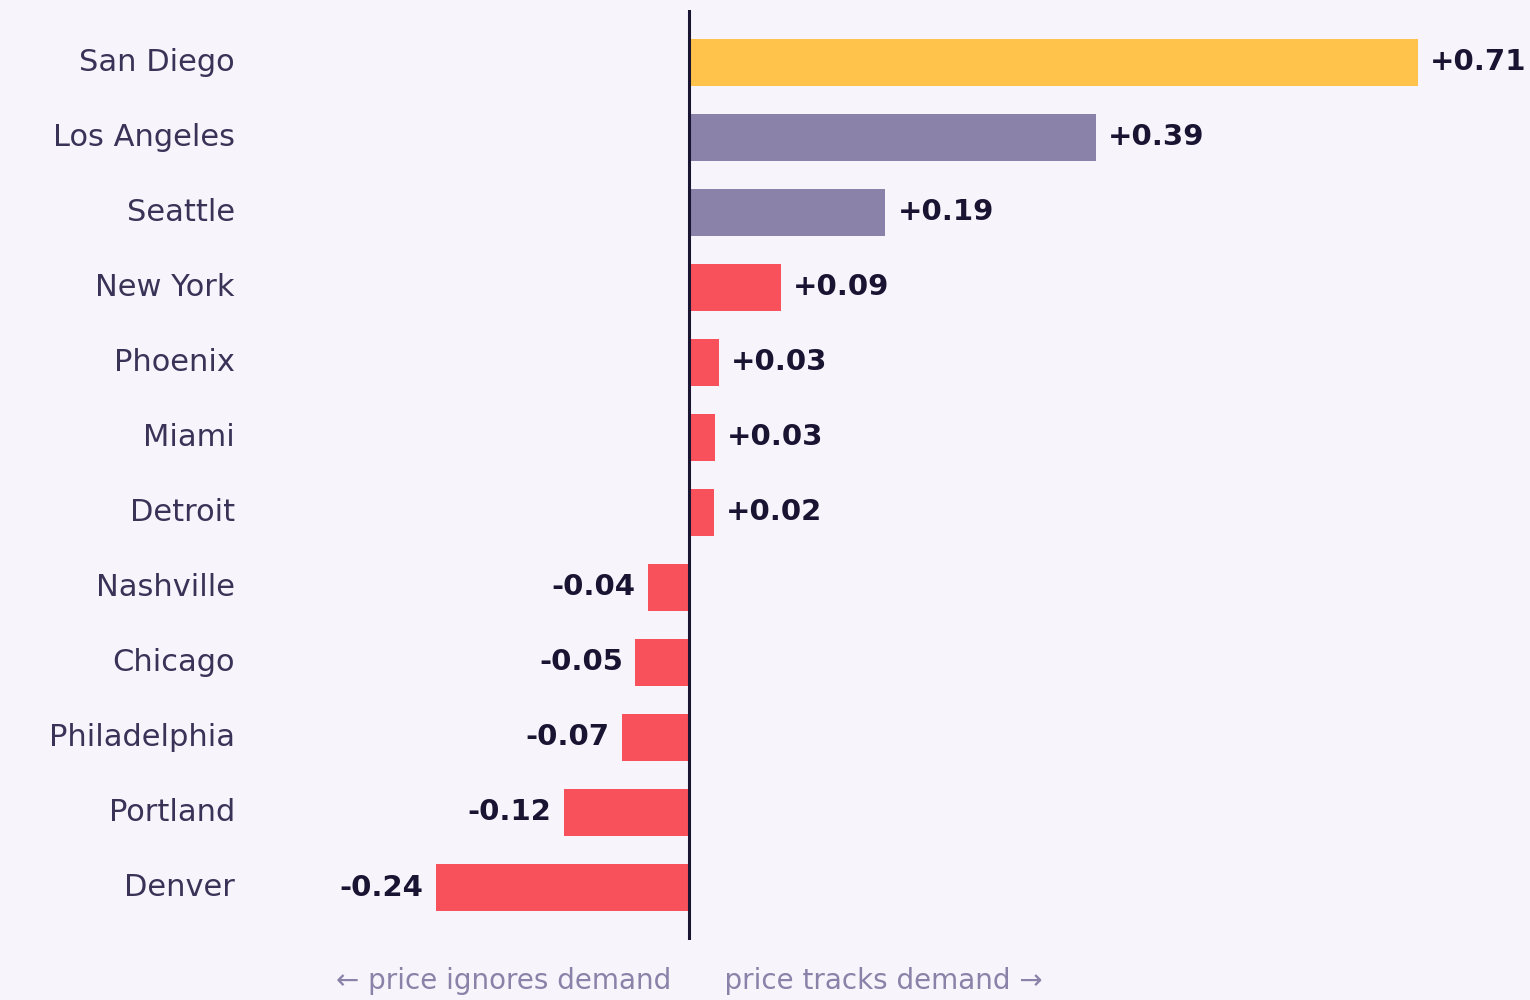 San Diego +0.71
Los Angeles +0.39
Seattle +0.19
New York +0.09
Phoenix +0.03
Miami +0.03
Detroit +0.02
Nashville -0.04
Chicago -0.05
Philadelphia -0.07
Portland -0.12
Denver -0.24
← price ignores demand price tracks demand →